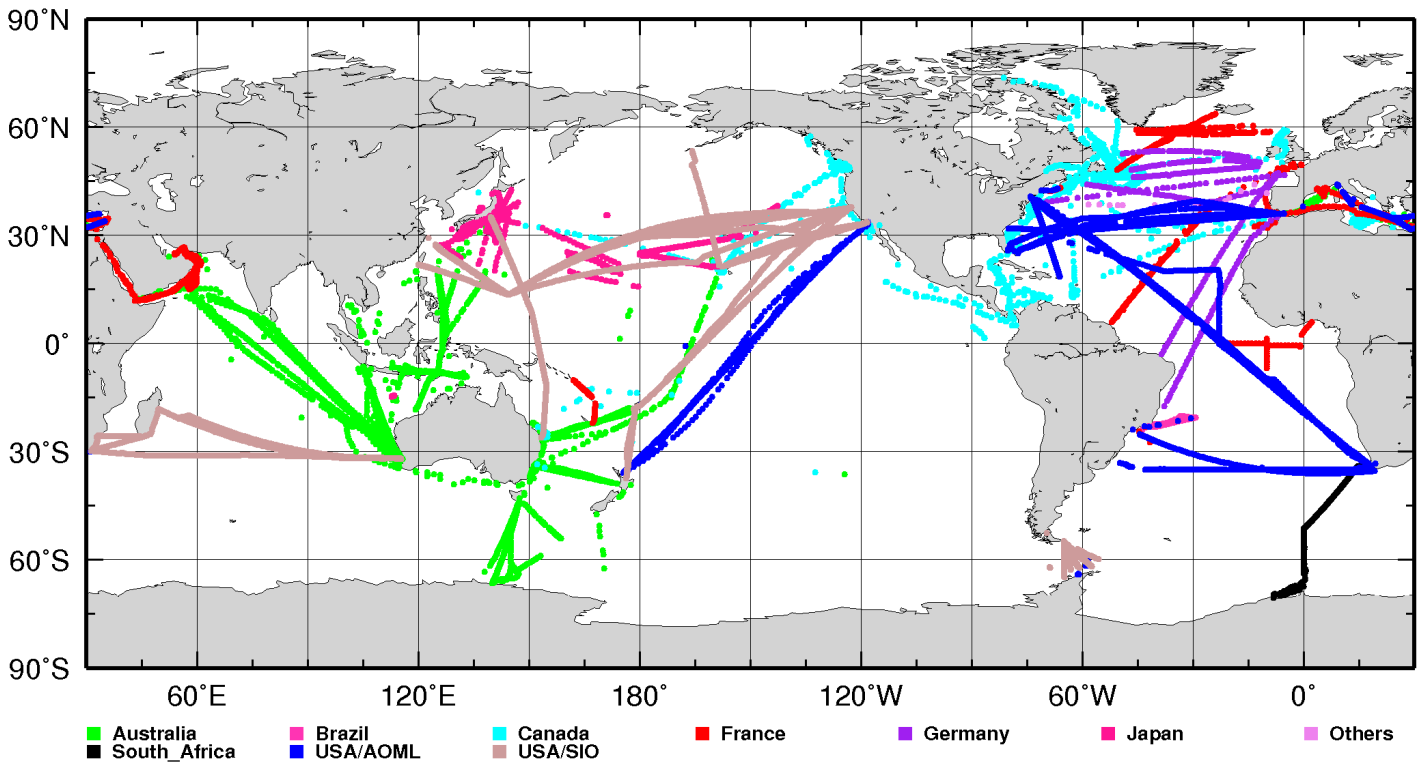 90˚N
60˚N
30˚N
0˚
30˚S
60˚S
90˚S
60˚E 120˚E 180˚ 120˚W 60˚W 0˚
Australia Brazil Canada France Germany Japan Others
South_Africa USA/AOML USA/SIO